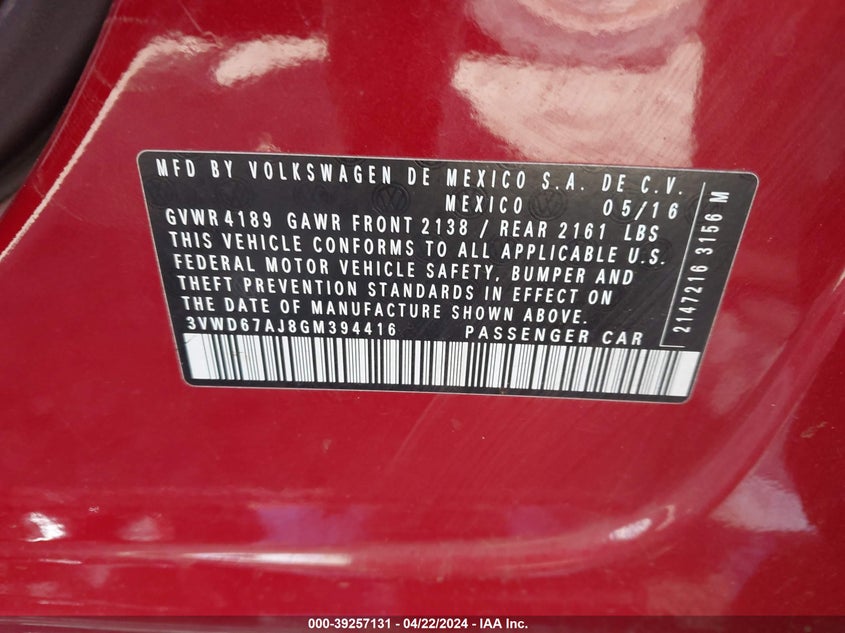 MFD BY VOLKSWAGEN DE MEXICO S.A. DE C.V.
MEXICO 05/16
GVWR 4189 GAWR FRONT 2138 / REAR 2161 LBS
THIS VEHICLE CONFORMS TO ALL APPLICABLE U.S.
FEDERAL MOTOR VEHICLE SAFETY, BUMPER AND
THEFT PREVENTION STANDARDS IN EFFECT ON
THE DATE OF MANUFACTURE SHOWN ABOVE.
3VWD67AJ8GM394416 PASSENGER CAR
2147216 3156 M
000-39257131 - 04/22/2024 - IAA Inc.